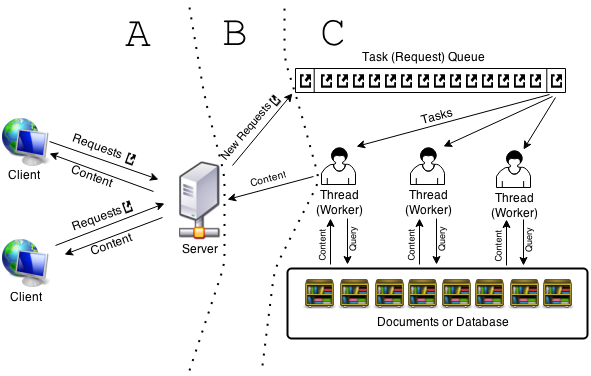 A
B
C
Task (Request) Queue
New Requests
Tasks
Requests
Content
Client
Content
Thread
(Worker)
Thread
(Worker)
Thread
(Worker)
Requests
Content
Server
Content
Query
Content
Query
Content
Query
Client
Documents or Database